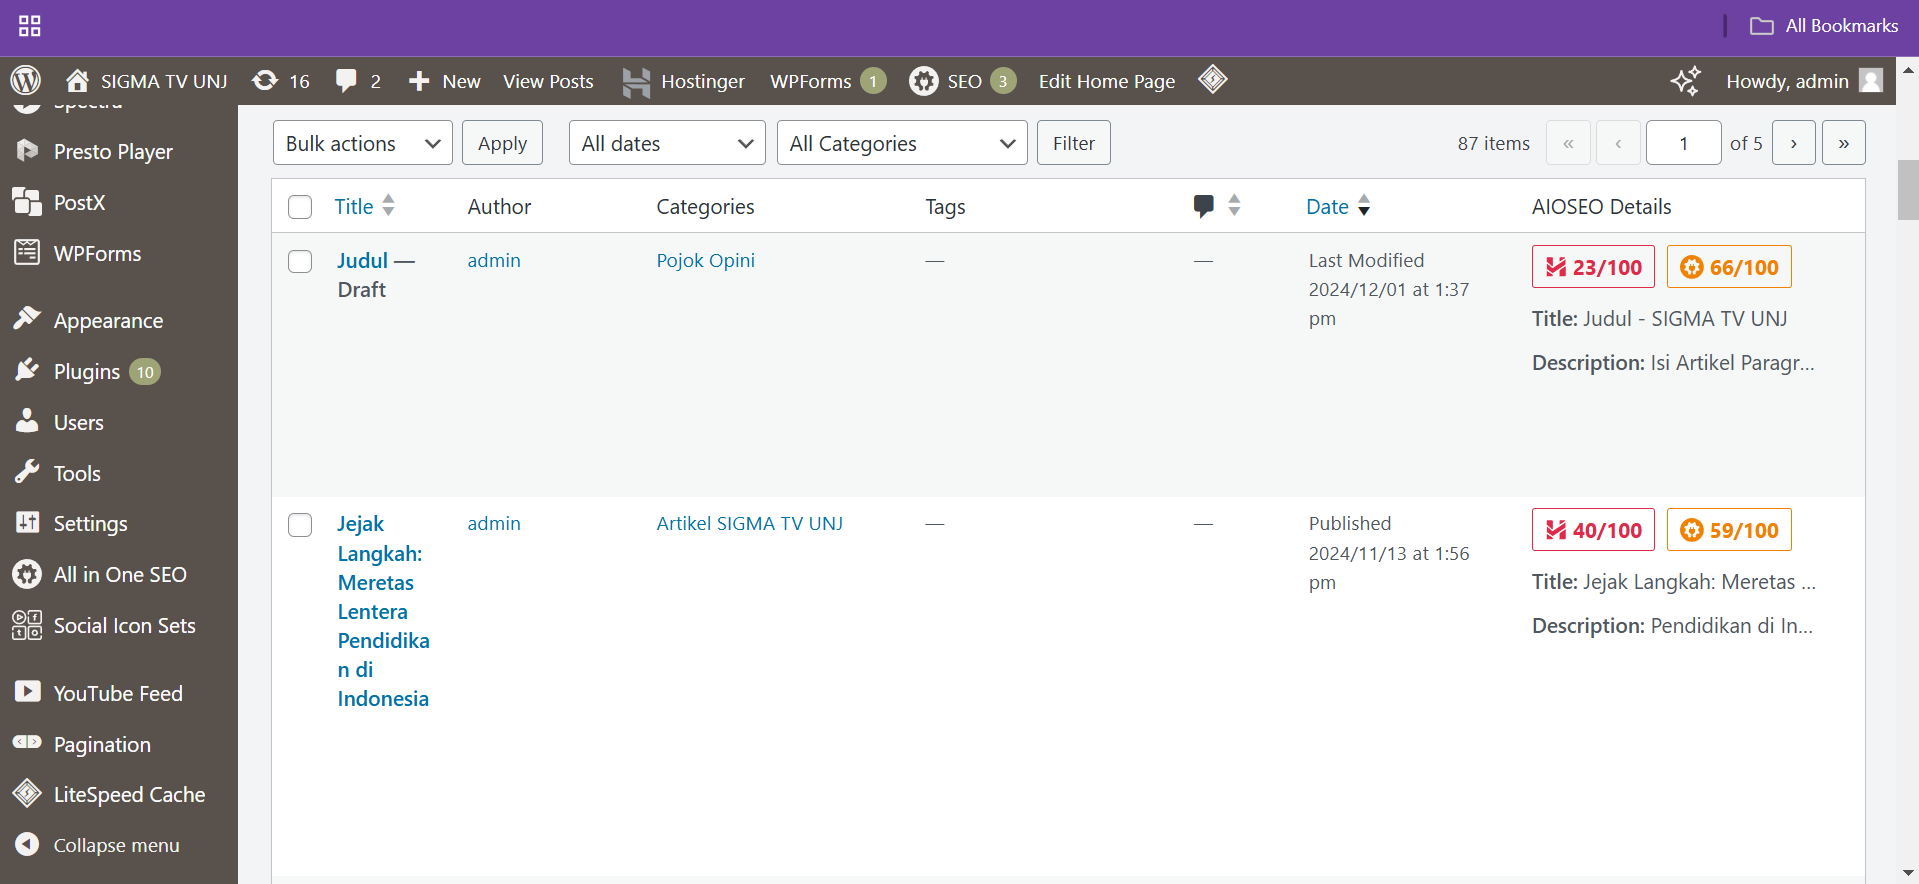 All Bookmarks
SIGMA TV UNJ 16 2 New View Posts Hostinger WPForms 1 SEO 3 Edit Home Page Howdy, admin
Spectra
Presto Player
PostX
WPForms
Appearance
Plugins 10
Users
Tools
Settings
All in One SEO
Social Icon Sets
YouTube Feed
Pagination
LiteSpeed Cache
Collapse menu
Bulk actions Apply All dates All Categories Filter 87 items « ‹ 1 of 5 › »
Title Author Categories Tags Date AIOSEO Details
Judul —
Draft
admin
Pojok Opini
—
—
Last Modified
2024/12/01 at 1:37
pm
23/100 66/100
Title: Judul - SIGMA TV UNJ
Description: Isi Artikel Paragr...
Jejak
Langkah:
Meretas
Lentera
Pendidika
n di
Indonesia
admin
Artikel SIGMA TV UNJ
—
—
Published
2024/11/13 at 1:56
pm
40/100 59/100
Title: Jejak Langkah: Meretas ...
Description: Pendidikan di In...